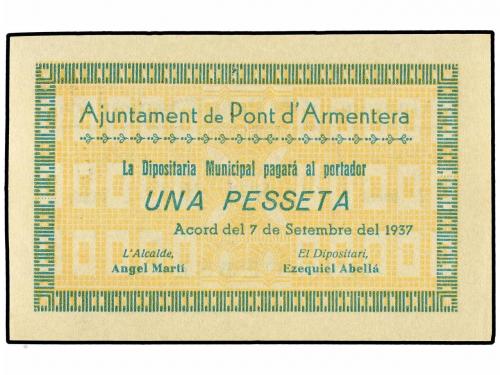 Ajuntament de Pont d'Armentera
La Dipositaria Municipal pagará al portador
UNA PESSETA
Acord del 7 de Setembre del 1937
L'Alcalde,
Angel Martí
El Dipositari,
Ezequiel Abellá